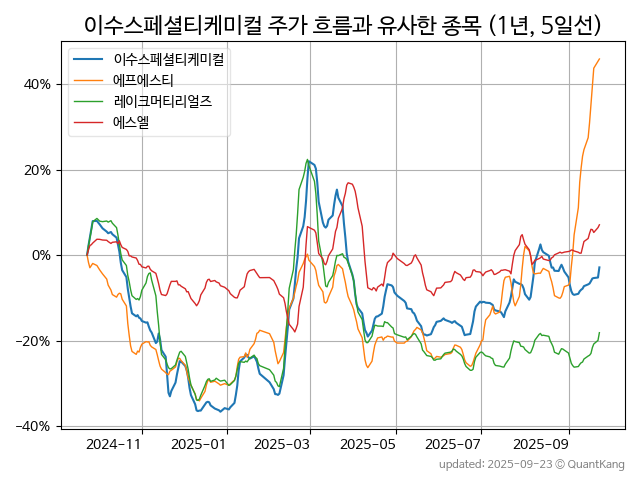 이수스페셜티케미컬 주가 흐름과 유사한 종목 (1년, 5일선)
이수스페셜티케미컬
에프에스티
레이크머티리얼즈
에스엘
40%
20%
0%
−20%
−40%
2024-11 2025-01 2025-03 2025-05 2025-07 2025-09
updated: 2025-09-23 © QuantKang